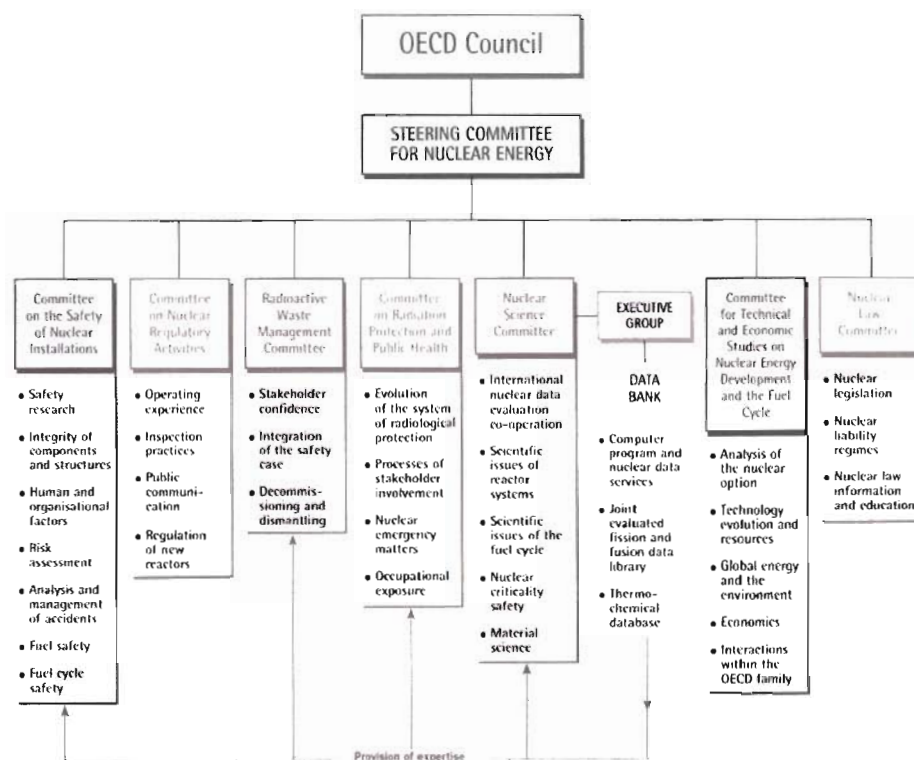 OECD Council
STEERING COMMITTEE
FOR NUCLEAR ENERGY
Committee
on the Safety
of Nuclear
Installations
• Safety
research
• Integrity of
components
and structures
• Human and
organisational
factors
• Risk
assessment
• Analysis and
management
of accidents
• Fuel safety
• Fuel cycle
safety
Committee
on Nuclear
Regulatory
Activities
• Operating
experience
• Inspection
practices
• Public
communi-
cation
• Regulation
of new
reactors
Radioactive
Waste
Management
Committee
• Stakeholder
confidence
• Integration
of the safety
case
• Decommis-
sioning and
dismantling
Committee
on Radiation
Protection and
Public Health
• Evolution
of the system
of radiological
protection
• Processes of
stakeholder
involvement
• Nuclear
emergency
matters
• Occupational
exposure
Nuclear
Science
Committee
• International
nuclear data
evaluation
co-operation
• Scientific
issues of
reactor
systems
• Scientific
issues of the
fuel cycle
• Nuclear
criticality
safety
• Material
science
EXECUTIVE
GROUP
DATA
BANK
• Computer
program and
nuclear data
services
• Joint
evaluated
fission and
fusion data
library
• Thermo-
chemical
database
Committee
for Technical
and Economic
Studies on
Nuclear Energy
Development
and the Fuel
Cycle
• Analysis of
the nuclear
option
• Technology
evolution and
resources
• Global energy
and the
environment
• Economics
• Interactions
within the
OECD family
Nuclear
Law
Committee
• Nuclear
legislation
• Nuclear
liability
regimes
• Nuclear law
information
and education
Provision of expertise